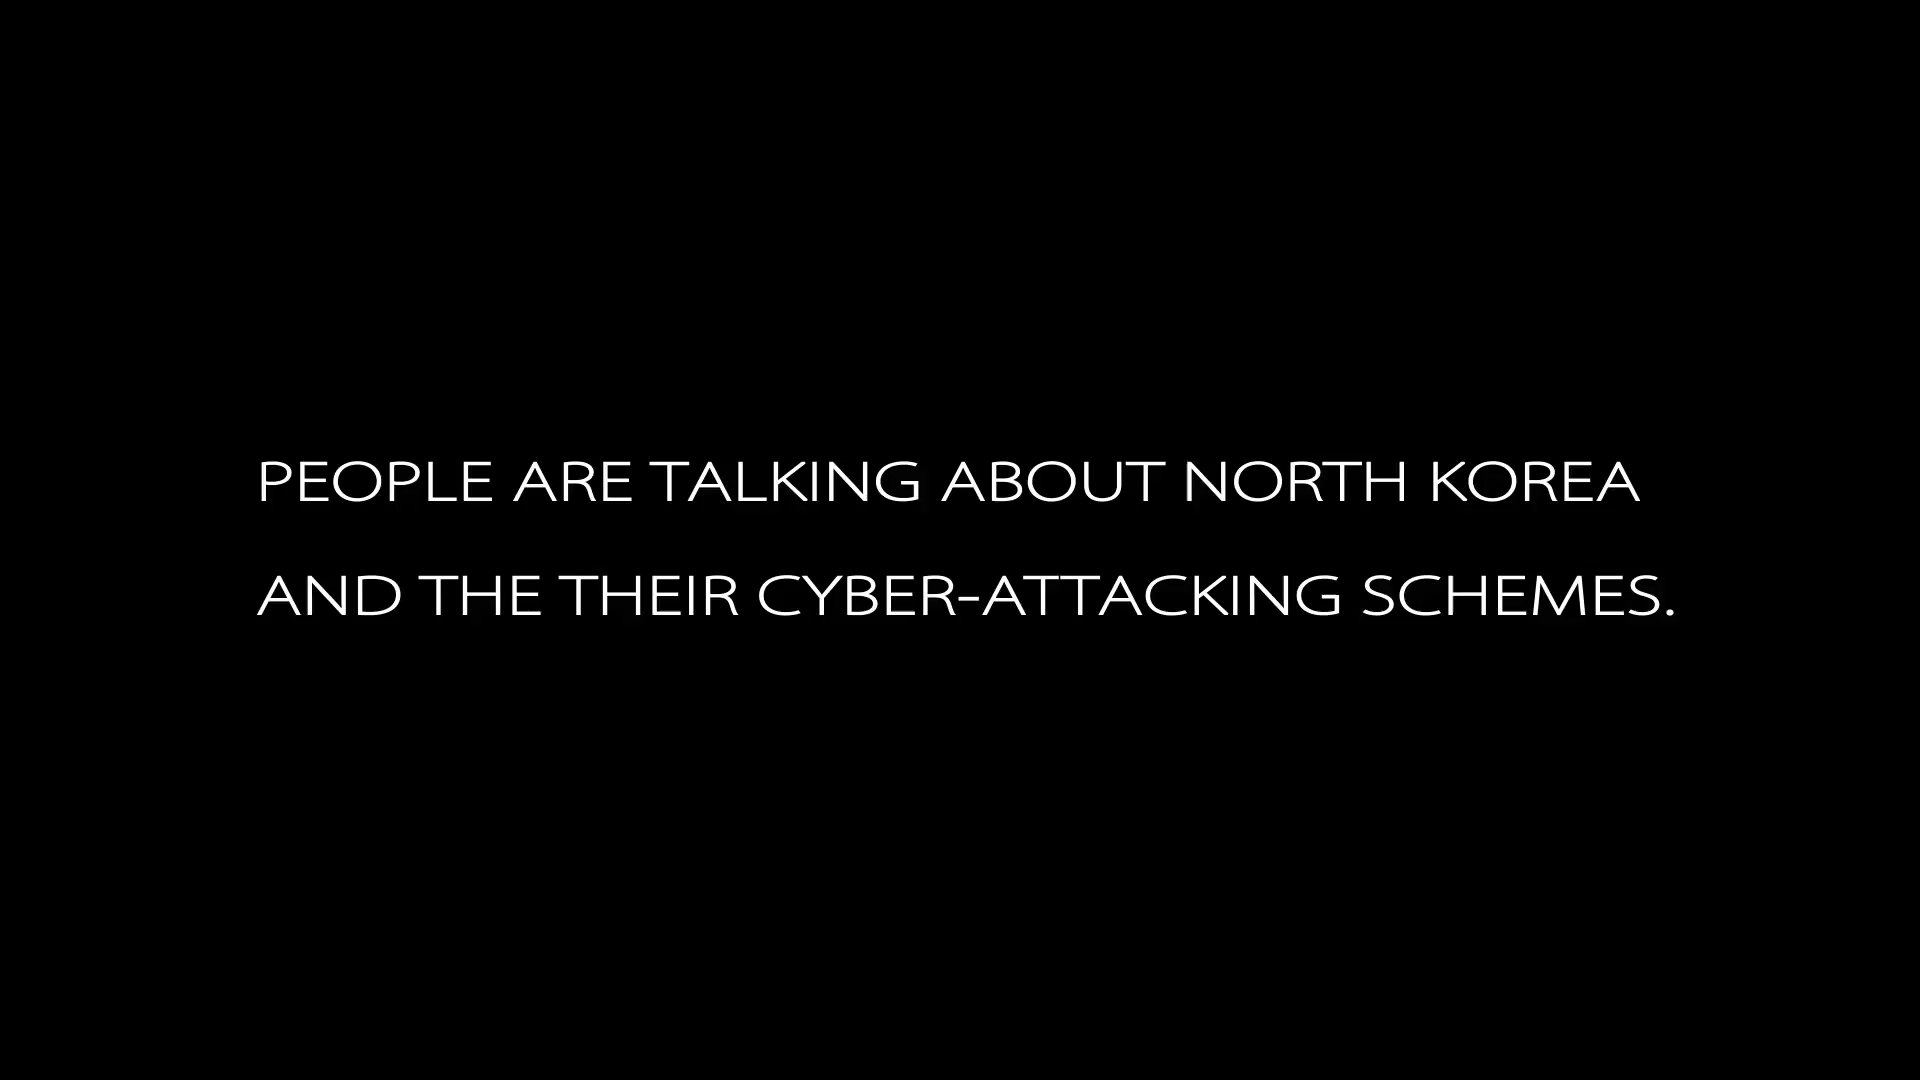 PEOPLE ARE TALKING ABOUT NORTH KOREA
AND THE THEIR CYBER-ATTACKING SCHEMES.